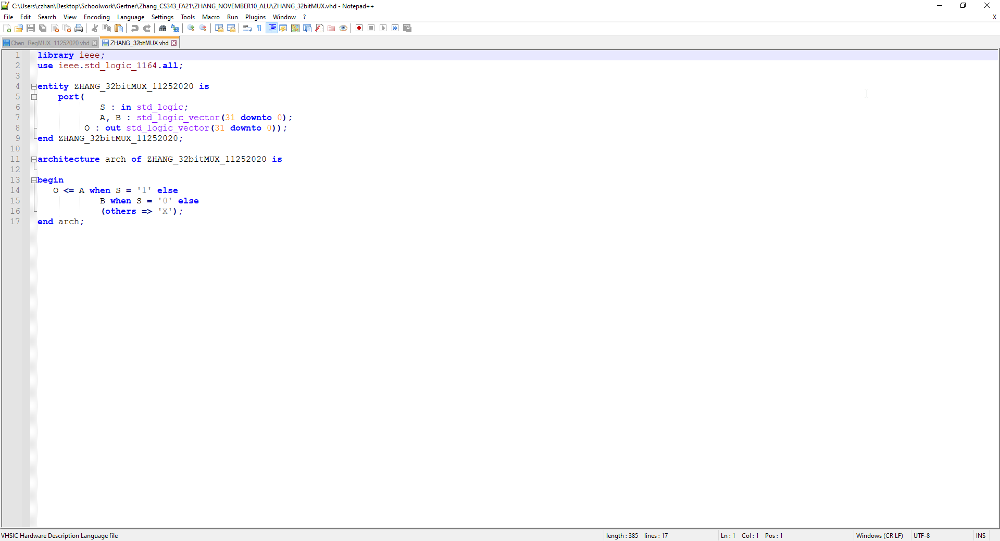 C:\Users\czhan\Desktop\Schoolwork\Gertner\Zhang_CS343_FA21\ZHANG_NOVEMBER10_ALU\ZHANG_32bitMUX.vhd - Notepad++
File Edit Search View Encoding Language Settings Tools Macro Run Plugins Window ? X
Chen_RegMUX_11252020.vhd ZHANG_32bitMUX.vhd
1 library ieee;
2 use ieee.std_logic_1164.all;
3
4 entity ZHANG_32bitMUX_11252020 is
5 port(
6 S : in std_logic;
7 A, B : std_logic_vector(31 downto 0);
8 O : out std_logic_vector(31 downto 0));
9 end ZHANG_32bitMUX_11252020;
10
11 architecture arch of ZHANG_32bitMUX_11252020 is
12
13 begin
14 O <= A when S = '1' else
15 B when S = '0' else
16 (others => 'X');
17 end arch;
VHSIC Hardware Description Language file length : 385 lines : 17 Ln : 1 Col : 1 Pos : 1 Windows (CR LF) UTF-8 INS